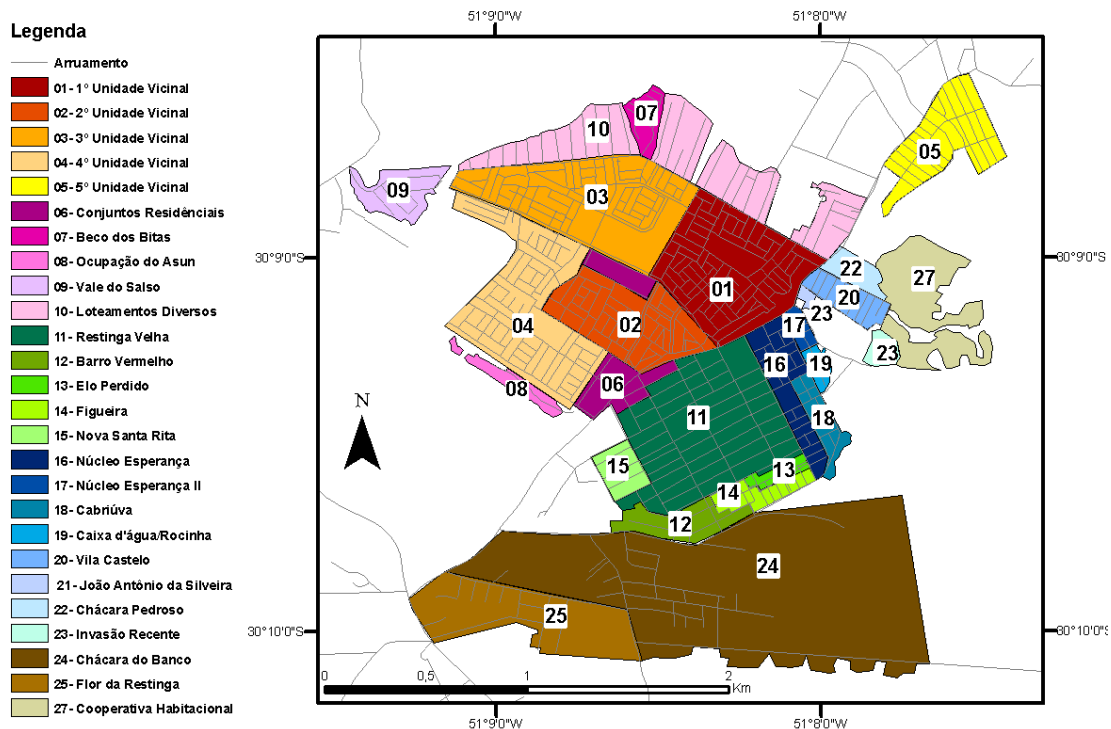 Legenda
Arruamento
01- 1º Unidade Vicinal
02- 2º Unidade Vicinal
03- 3º Unidade Vicinal
04- 4º Unidade Vicinal
05- 5º Unidade Vicinal
06- Conjuntos Residênciais
07- Beco dos Bitas
08- Ocupação do Asun
09- Vale do Salso
10- Loteamentos Diversos
11- Restinga Velha
12- Barro Vermelho
13- Elo Perdido
14- Figueira
15- Nova Santa Rita
16- Núcleo Esperança
17- Núcleo Esperança II
18- Cabriúva
19- Caixa d'água/Rocinha
20- Vila Castelo
21- João Antônio da Silveira
22- Chácara Pedroso
23- Invasão Recente
24- Chácara do Banco
25- Flor da Restinga
27- Cooperativa Habitacional
51°9'0"W
51°8'0"W
07
10
05
09
03
30°9'0"S
30°9'0"S
22
27
01
20
23
04
02
17
23
16
19
06
08
18
N
11
15
13
14
12
24
25
30°10'0"S
30°10'0"S
0
0,5
1
2
Km
51°9'0"W
51°8'0"W